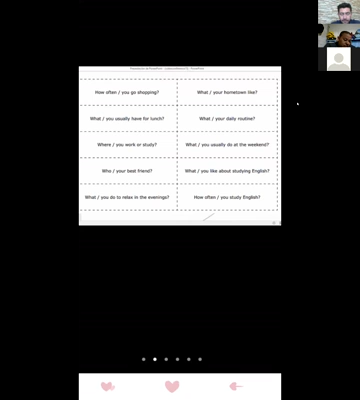 How often / you go shopping?
What / your hometown like?
What / you usually have for lunch?
What / your daily routine?
Where / you work or study?
What / you usually do at the weekend?
Who / your best friend?
What / you like about studying English?
What / you do to relax in the evenings?
How often / you study English?